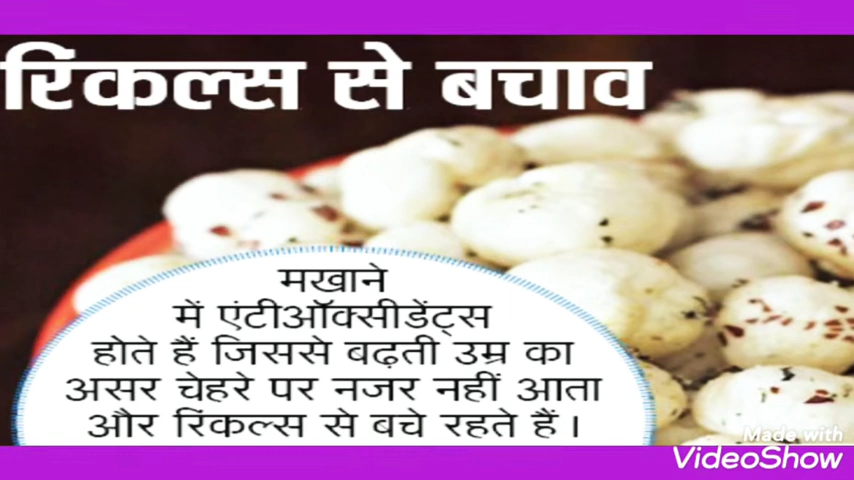 रिंकल्स से बचाव
मखाने
में एंटीऑक्सीडेंट्स
होते हैं जिससे बढ़ती उम्र का
असर चेहरे पर नजर नहीं आता
और रिंकल्स से बचे रहते हैं।
Made with
VideoShow